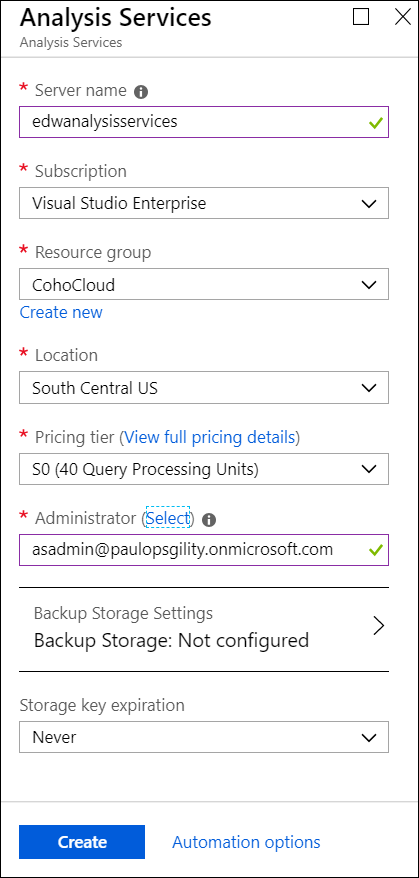 Analysis Services
Analysis Services
* Server name
edwanalysisservices
* Subscription
Visual Studio Enterprise
* Resource group
CohoCloud
Create new
* Location
South Central US
* Pricing tier (View full pricing details)
S0 (40 Query Processing Units)
* Administrator (Select)
asadmin@paulopsgility.onmicrosoft.com
Backup Storage Settings
Backup Storage: Not configured
Storage key expiration
Never
Create Automation options